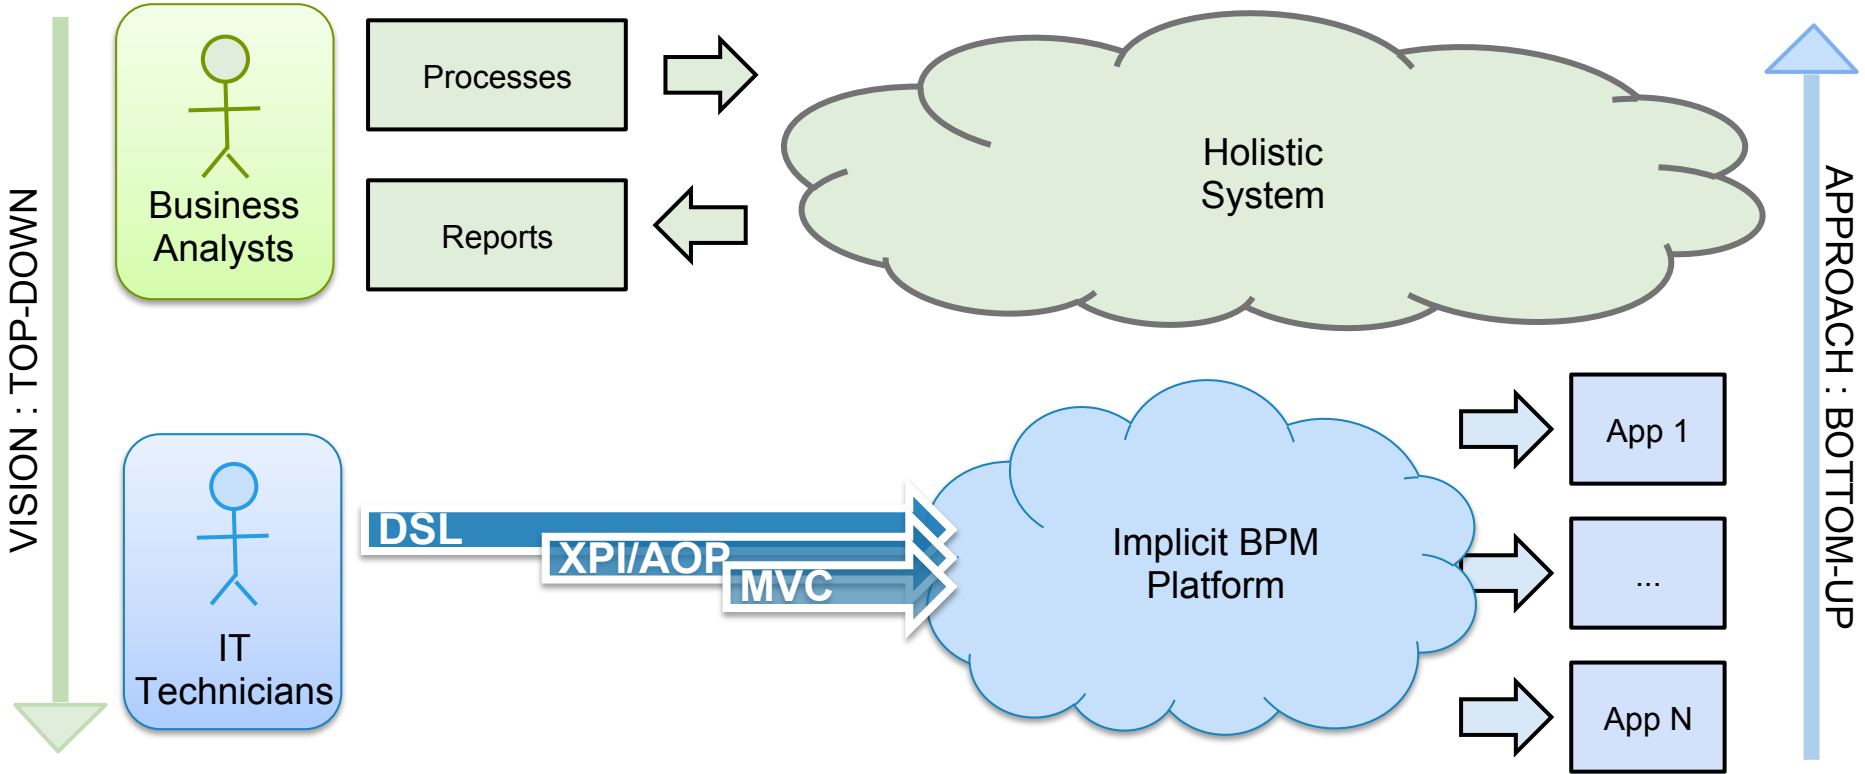 VISION : TOP-DOWN
Business
Analysts
Processes
Reports
Holistic
System
APPROACH : BOTTOM-UP
IT
Technicians
DSL
XPI/AOP
MVC
Implicit BPM
Platform
App 1
...
App N